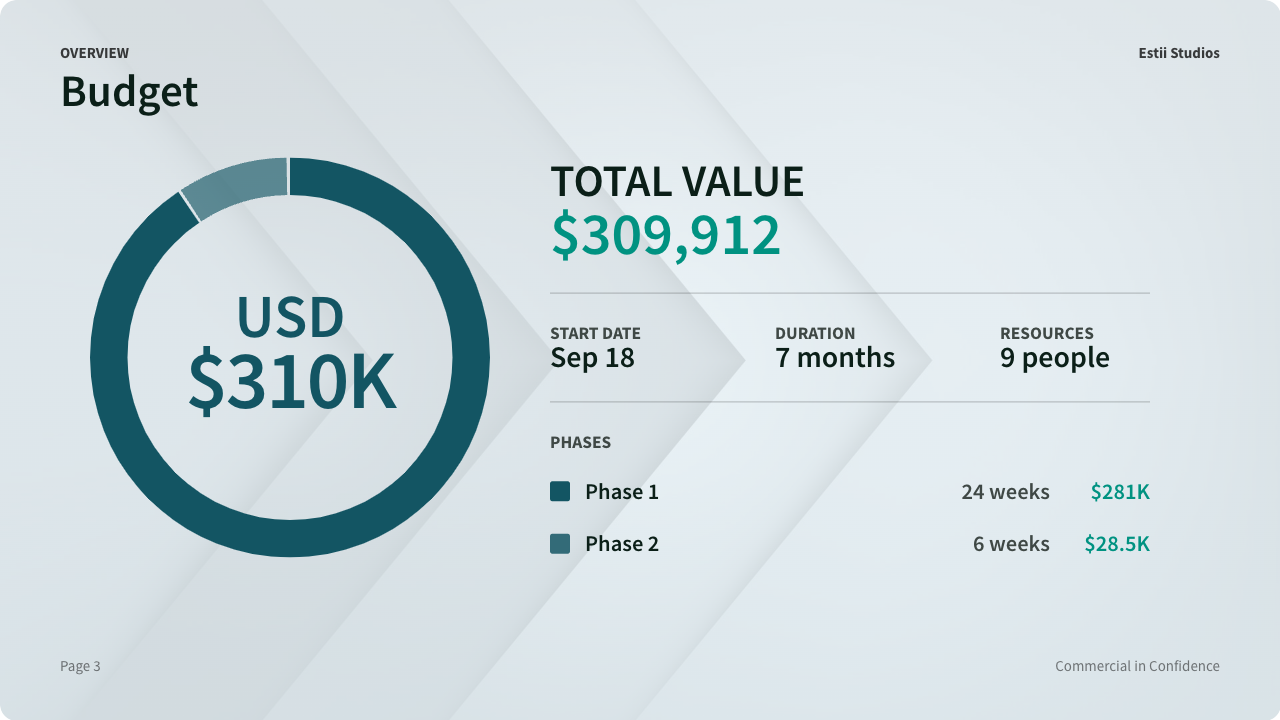 OVERVIEW
Estii Studios
Budget
USD
$310K
TOTAL VALUE
$309,912
START DATE
Sep 18
DURATION
7 months
RESOURCES
9 people
PHASES
Phase 1 24 weeks $281K
Phase 2 6 weeks $28.5K
Page 3
Commercial in Confidence